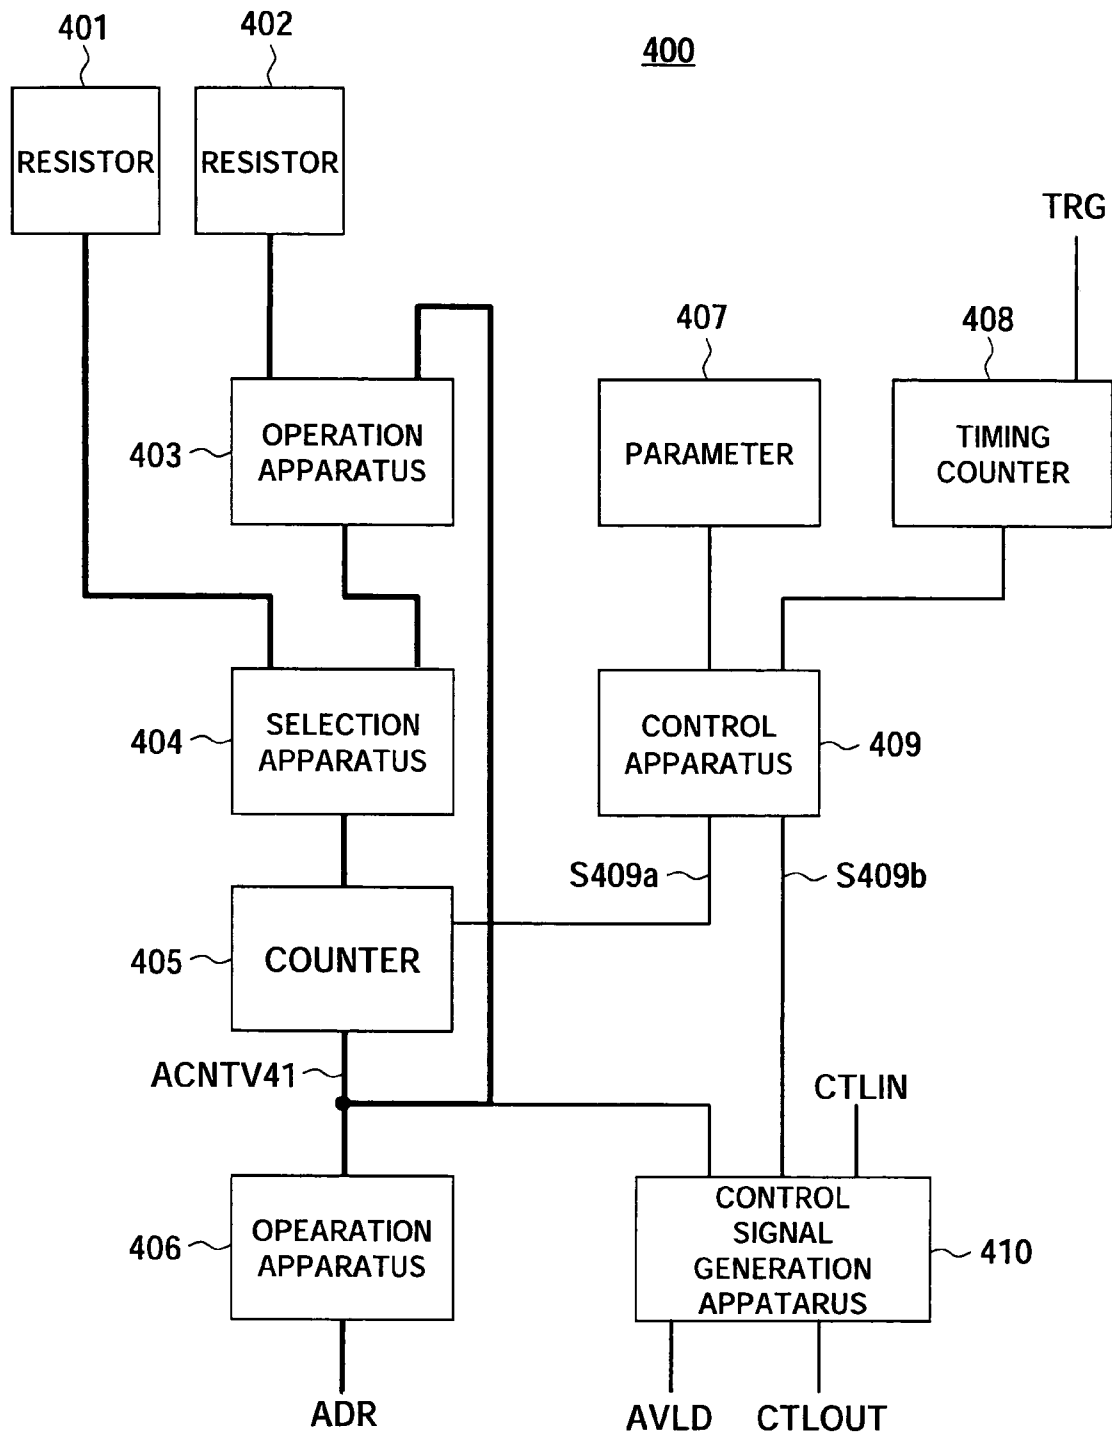 401
402
400
RESISTOR
RESISTOR
TRG
407
408
403
OPERATION
APPARATUS
PARAMETER
TIMING
COUNTER
404
SELECTION
APPARATUS
CONTROL
APPARATUS
409
S409a
S409b
405
COUNTER
ACNTV41
CTLIN
406
OPEARATION
APPARATUS
CONTROL
SIGNAL
GENERATION
APPATARUS
410
ADR
AVLD
CTLOUT